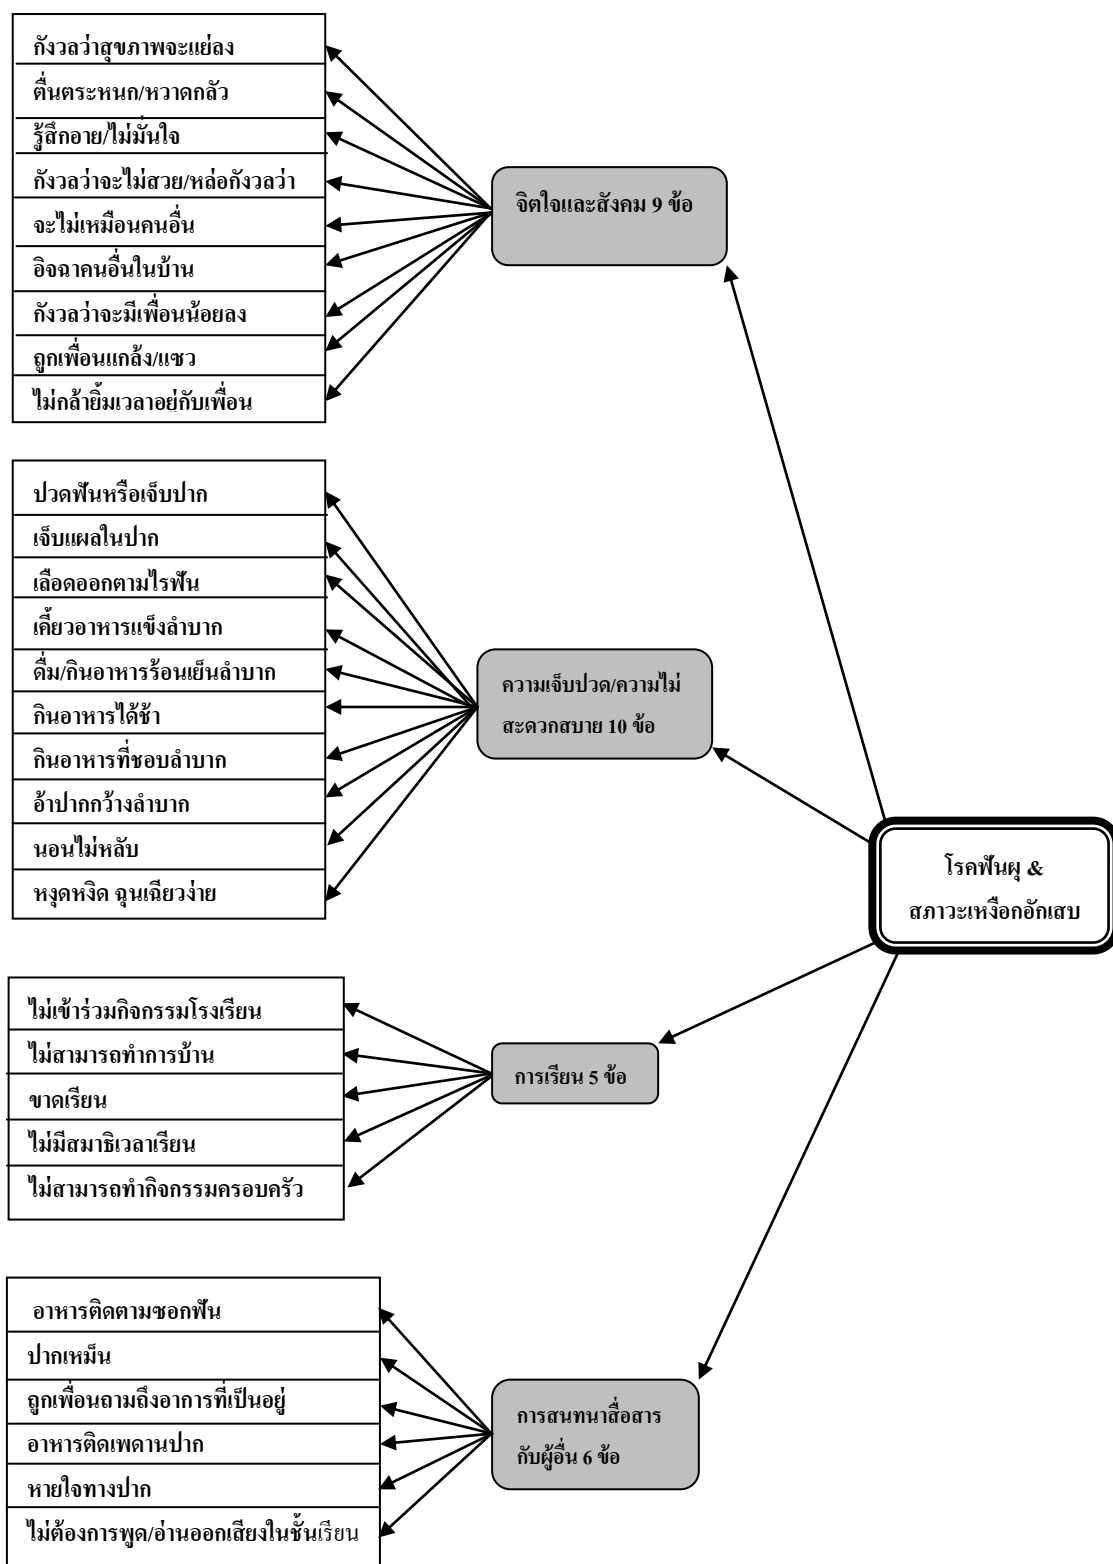 กังวลว่าสุขภาพจะแย่ลง
ตื่นตระหนก/หวาดกลัว
รู้สึกอาย/ไม่มั่นใจ
กังวลว่าจะไม่สวย/หล่อกังวลว่า
จะไม่เหมือนคนอื่น
อิจฉาคนอื่นในบ้าน
กังวลว่าจะมีเพื่อนน้อยลง
ถูกเพื่อนแกล้ง/แซว
ไม่กล้ายิ้มเวลาอยู่กับเพื่อน
จิตใจและสังคม 9 ข้อ
ปวดฟันหรือเจ็บปาก
เจ็บแผลในปาก
เลือดออกตามไรฟัน
เคี้ยวอาหารแข็งลำบาก
ดื่ม/กินอาหารร้อนเย็นลำบาก
กินอาหารได้ช้า
กินอาหารที่ชอบลำบาก
อ้าปากกว้างลำบาก
นอนไม่หลับ
หงุดหงิด ฉุนเฉียวง่าย
ความเจ็บปวด/ความไม่
สะดวกสบาย 10 ข้อ
โรคฟันผุ &
สภาวะเหงือกอักเสบ
ไม่เข้าร่วมกิจกรรมโรงเรียน
ไม่สามารถทำการบ้าน
ขาดเรียน
ไม่มีสมาธิเวลาเรียน
ไม่สามารถทำกิจกรรมครอบครัว
การเรียน 5 ข้อ
อาหารติดตามซอกฟัน
ปากเหม็น
ถูกเพื่อนถามถึงอาการที่เป็นอยู่
อาหารติดเพดานปาก
หายใจทางปาก
ไม่ต้องการพูด/อ่านออกเสียงในชั้นเรียน
การสนทนาสื่อสาร
กับผู้อื่น 6 ข้อ